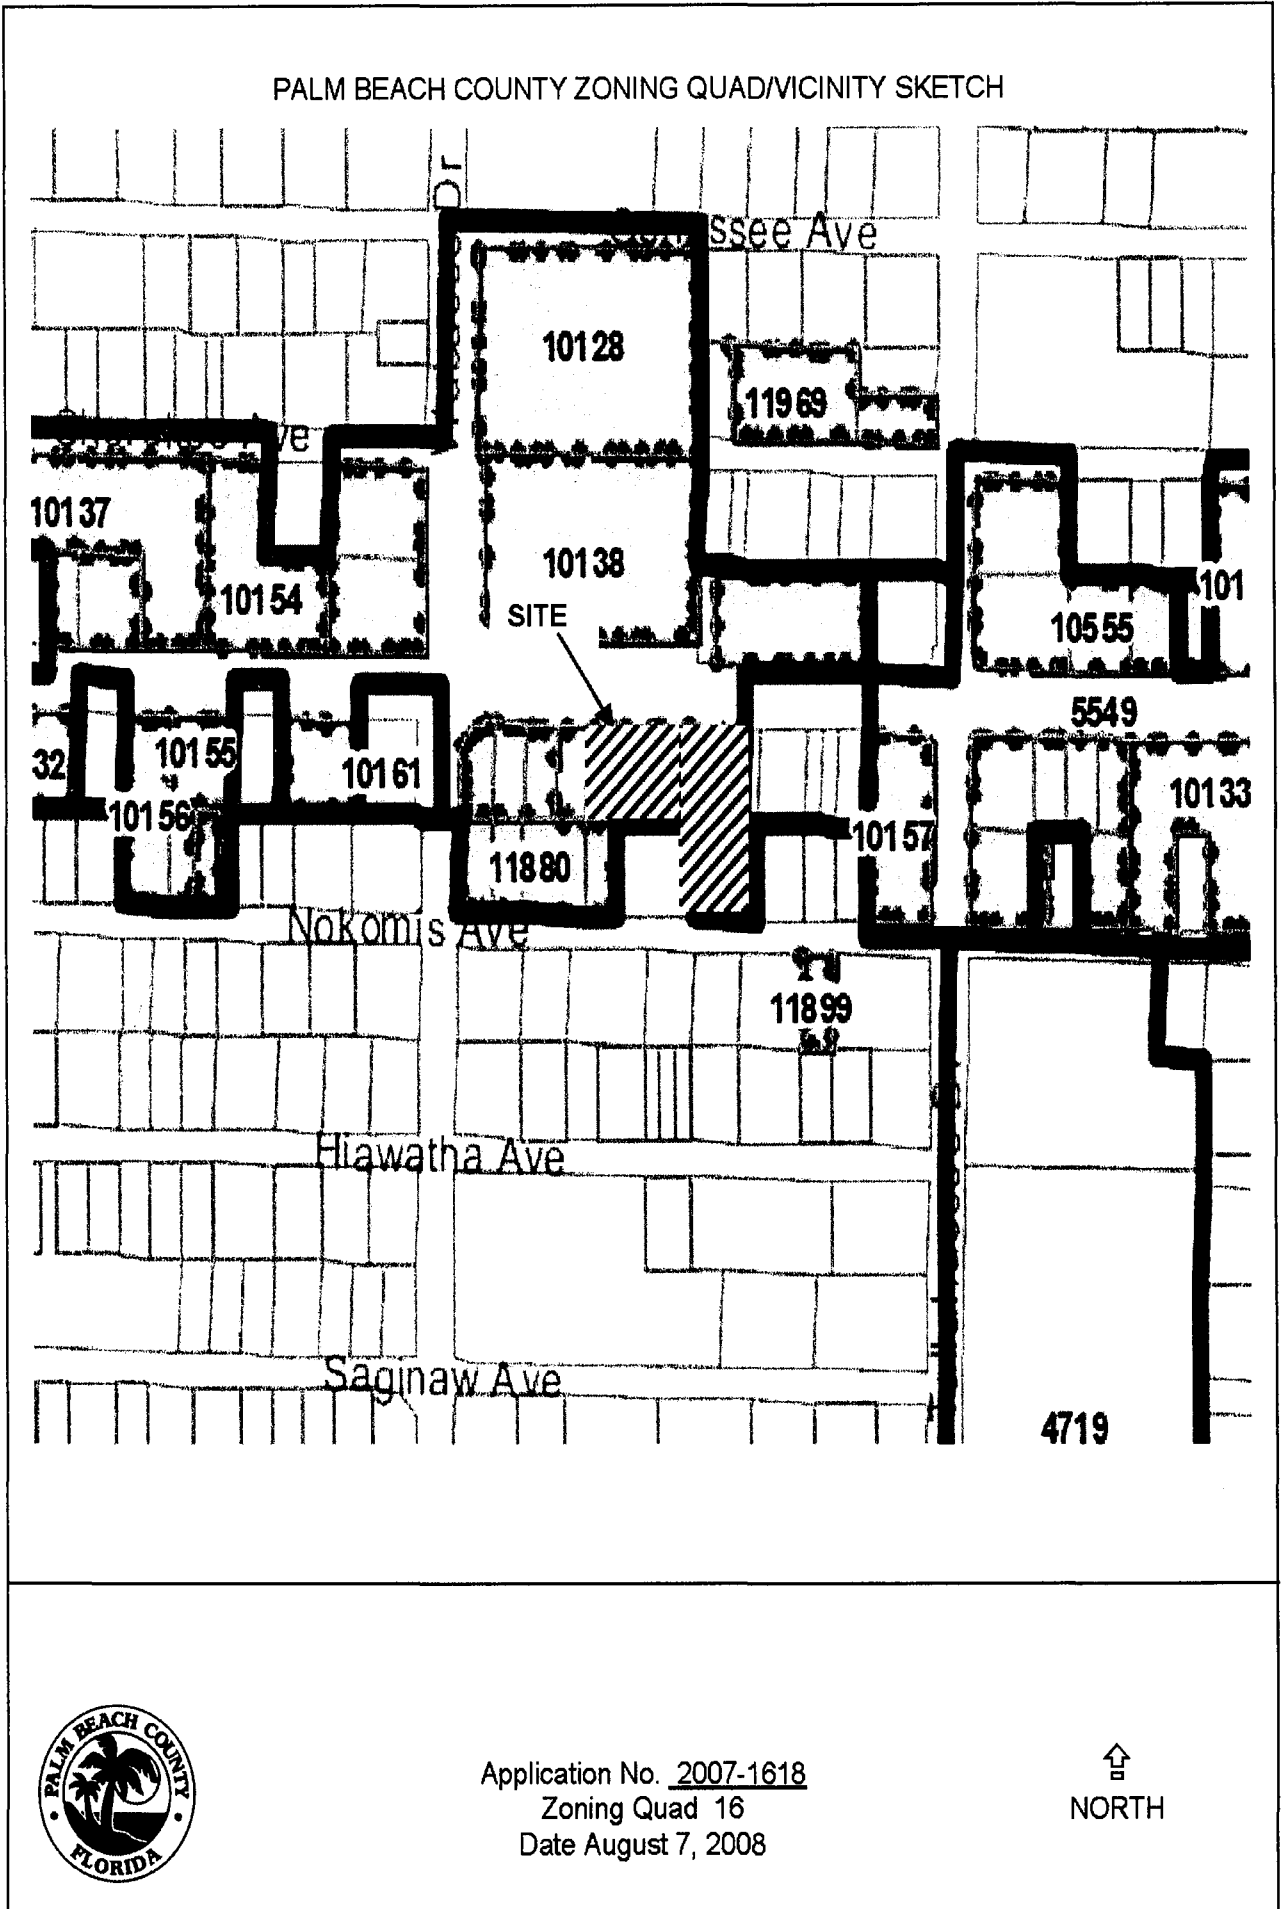 PALM BEACH COUNTY ZONING QUAD/VICINITY SKETCH
Dr
Ave
10128
11969
Ave
10137
10154
10138
SITE
10555
101
5549
32
10155
10161
10133
10156
10157
11880
Nokomis Ave
11899
Hiawatha Ave
Saginaw Ave
4719
PALM BEACH COUNTY
FLORIDA
Application No. 2007-1618
Zoning Quad 16
Date August 7, 2008
NORTH